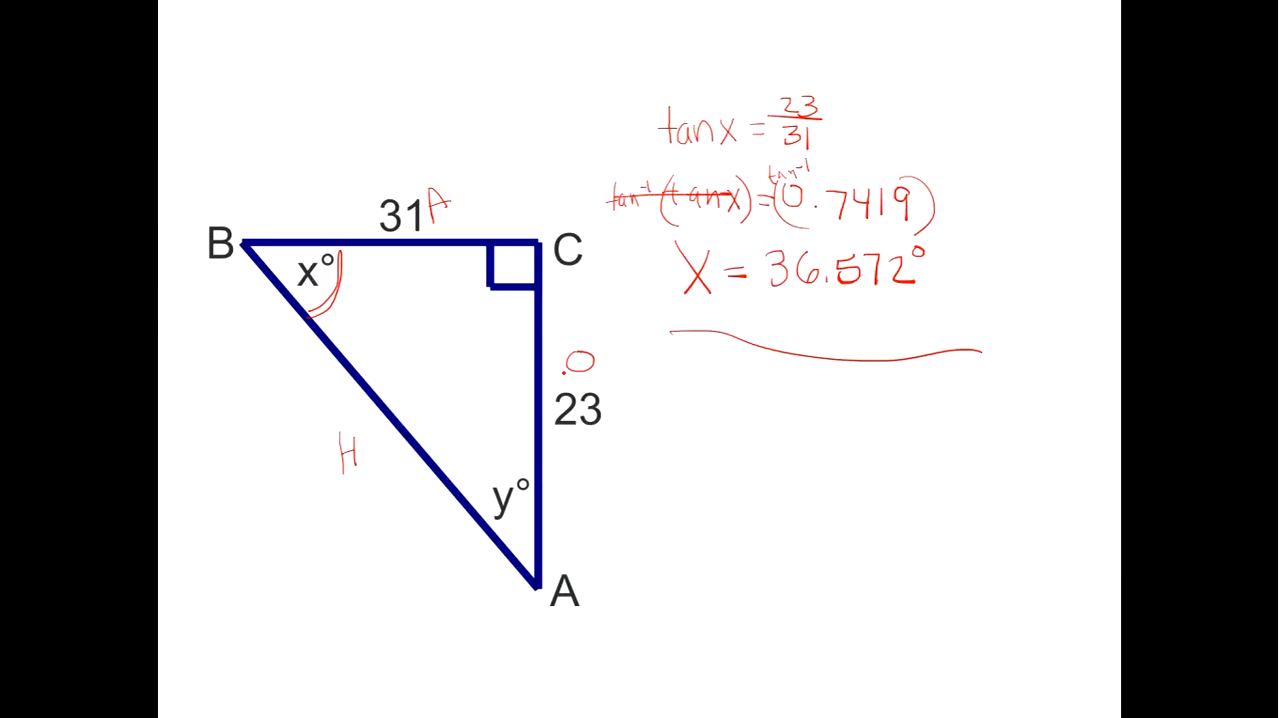 tan x = 23/31
tan⁻¹(tan x) = tan⁻¹(0.7419)
X = 36.572°
31 A
B
C
x°
O
23
H
y°
A